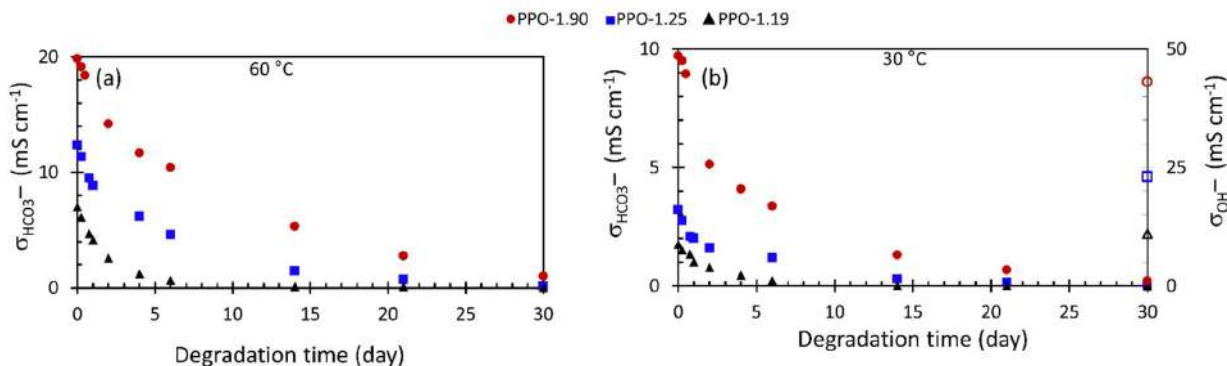 PPO-1.90 PPO-1.25 PPO-1.19
(a) 60 °C
20
10
0
σHCO3− (mS cm-1)
0 5 10 15 20 25 30
Degradation time (day)
(b) 30 °C
10
5
0
σHCO3− (mS cm-1)
50
25
0
σOH− (mS cm-1)
0 5 10 15 20 25 30
Degradation time (day)